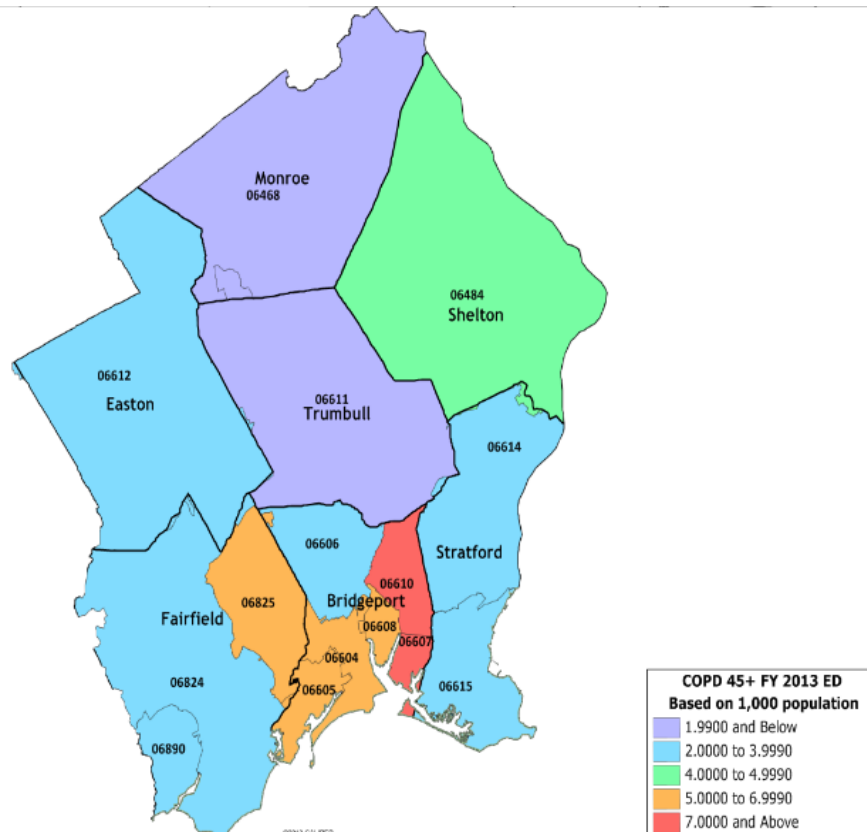 Monroe
06468
06484
Shelton
06612
Easton
06611
Trumbull
06614
06606
Stratford
06610
Bridgeport
06825
Fairfield
06608
06607
06604
06824
06605
06615
06890
COPD 45+ FY 2013 ED
Based on 1,000 population
1.9900 and Below
2.0000 to 3.9990
4.0000 to 4.9990
5.0000 to 6.9990
7.0000 and Above